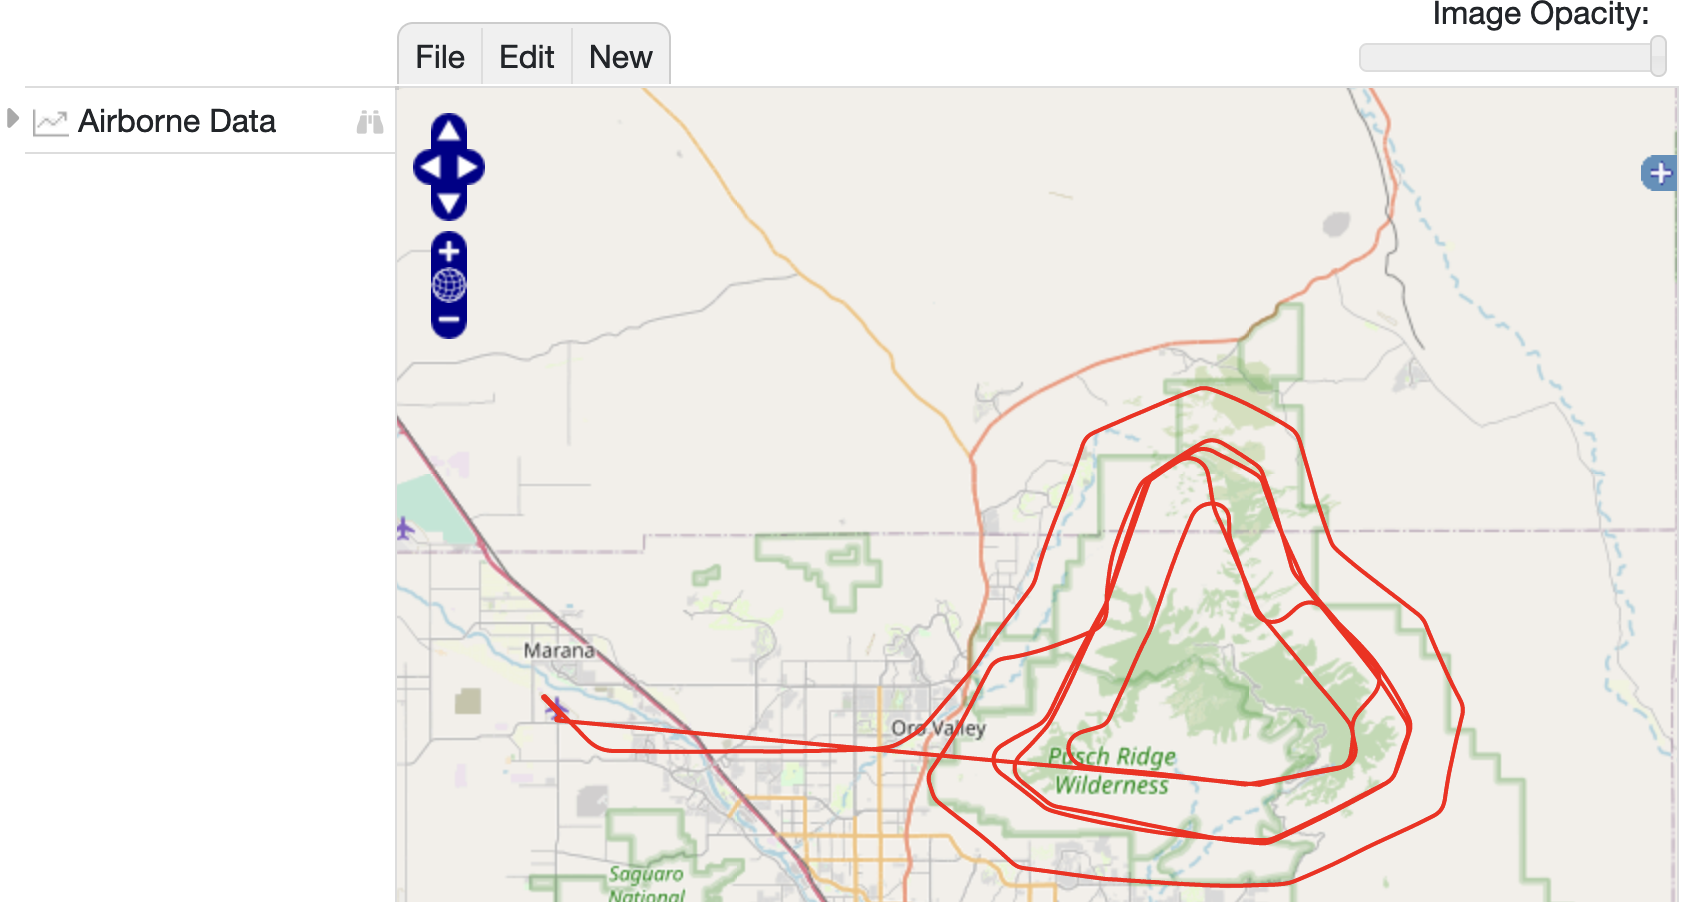 Image Opacity:
File Edit New
Airborne Data
Marana
Oro Valley
Pusch Ridge
Wilderness
Saguaro
National